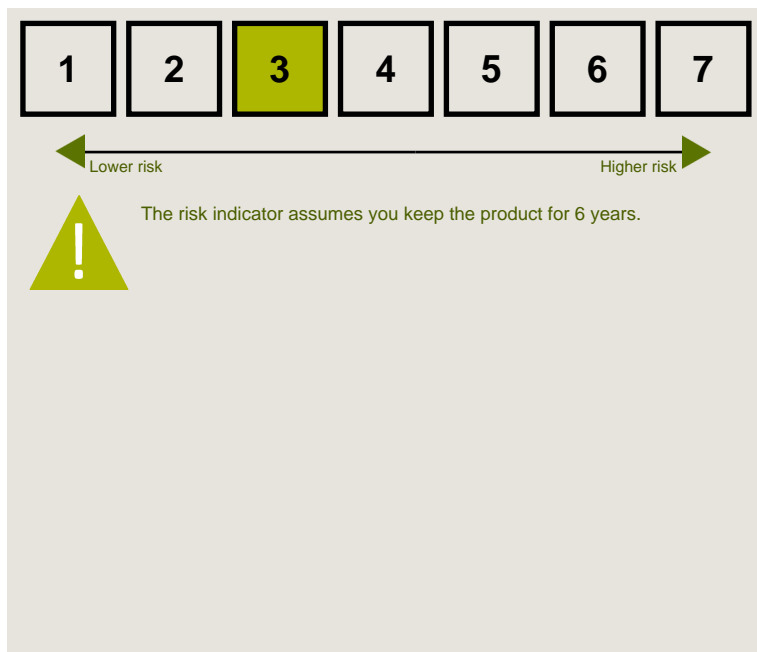 1 2 3 4 5 6 7
Lower risk Higher risk
The risk indicator assumes you keep the product for 6 years.
!